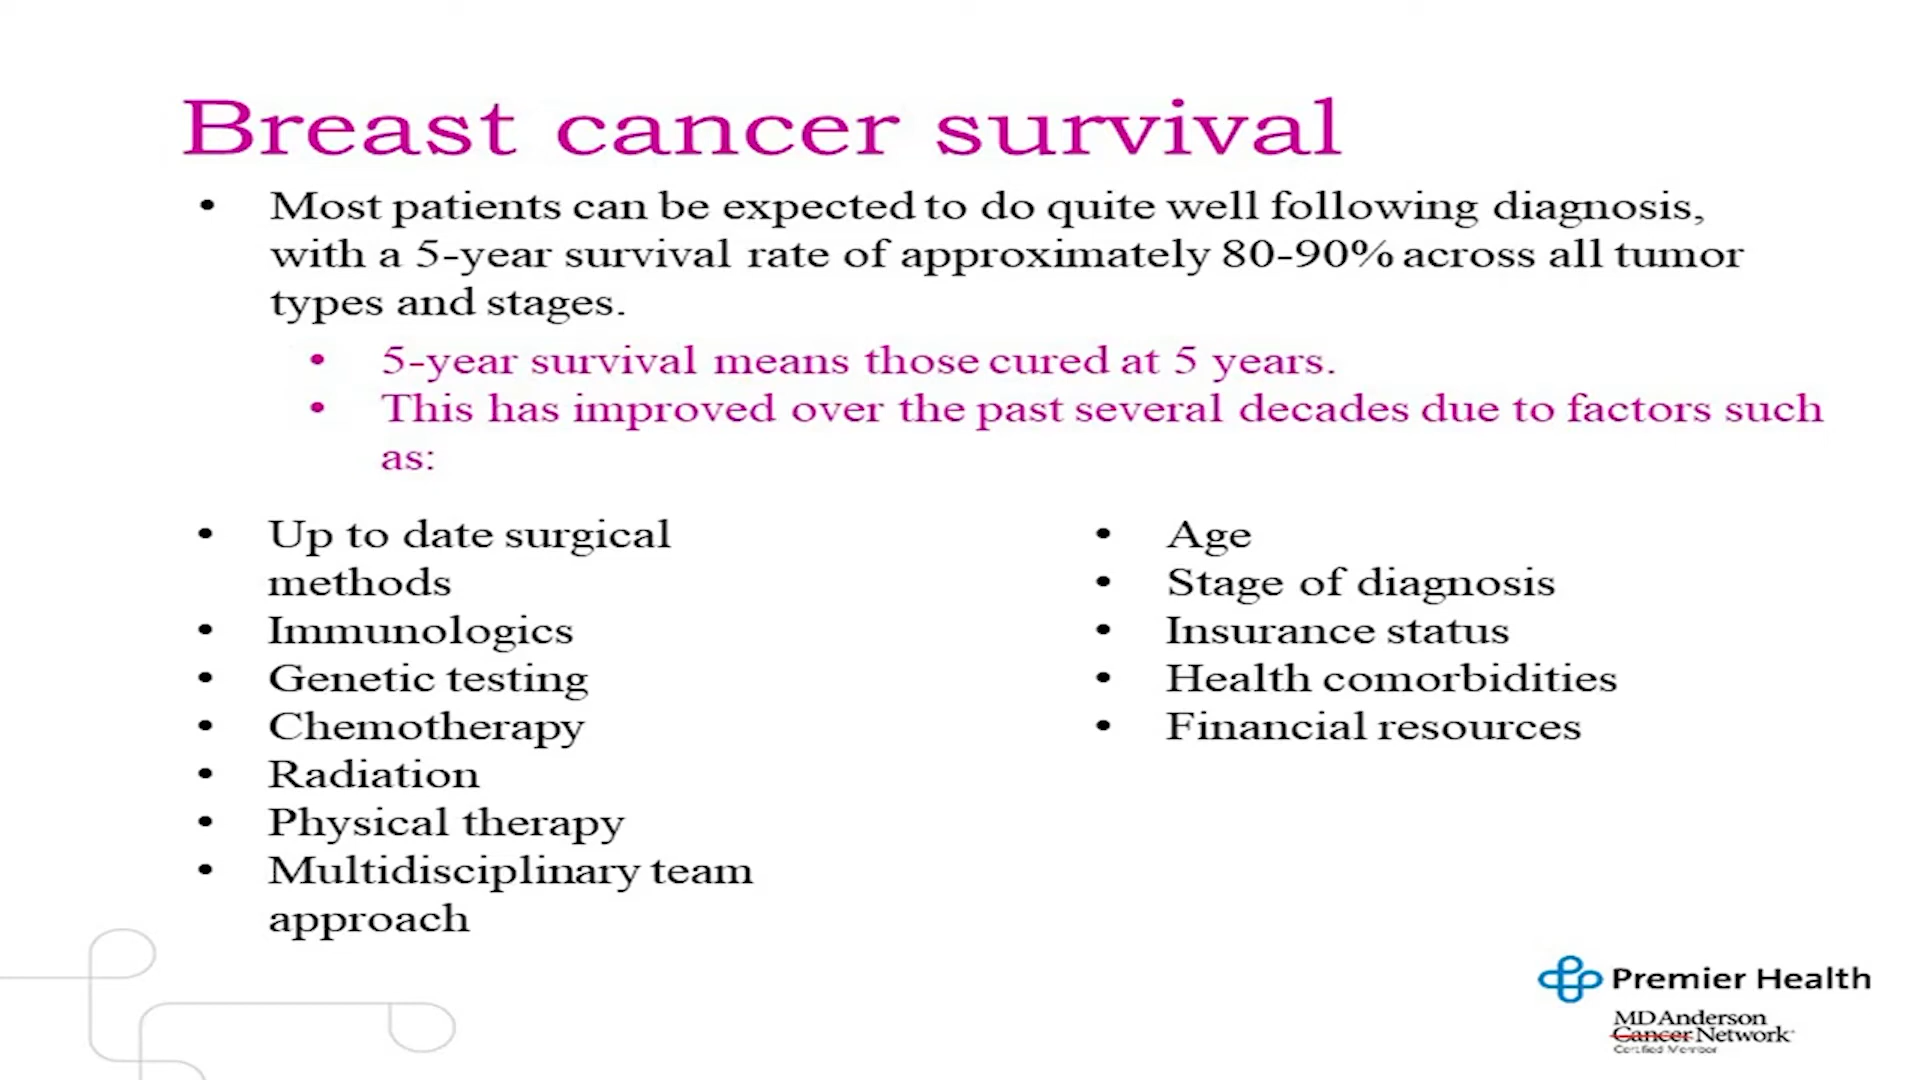 Breast cancer survival
• Most patients can be expected to do quite well following diagnosis,
with a 5-year survival rate of approximately 80-90% across all tumor
types and stages.
• 5-year survival means those cured at 5 years.
• This has improved over the past several decades due to factors such
as:
• Up to date surgical
methods
• Immunologics
• Genetic testing
• Chemotherapy
• Radiation
• Physical therapy
• Multidisciplinary team
approach
• Age
• Stage of diagnosis
• Insurance status
• Health comorbidities
• Financial resources
Premier Health
MD Anderson
Cancer Network
Certified Member